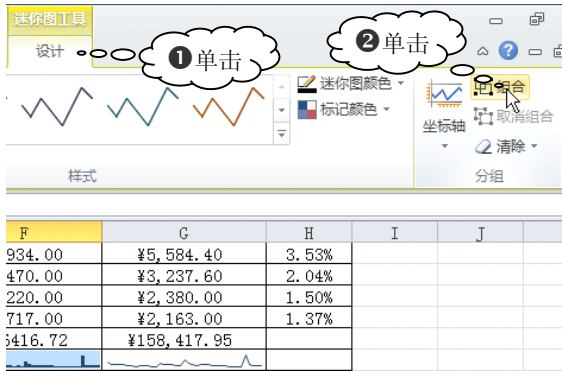 迷你图工具
设计
❶单击
❷单击
迷你图颜色
标记颜色
坐标轴
组合
取消组合
清除
样式
分组
F G H I J
934.00 ¥5,584.40 3.53%
470.00 ¥3,237.60 2.04%
220.00 ¥2,380.00 1.50%
717.00 ¥2,163.00 1.37%
6416.72 ¥158,417.95